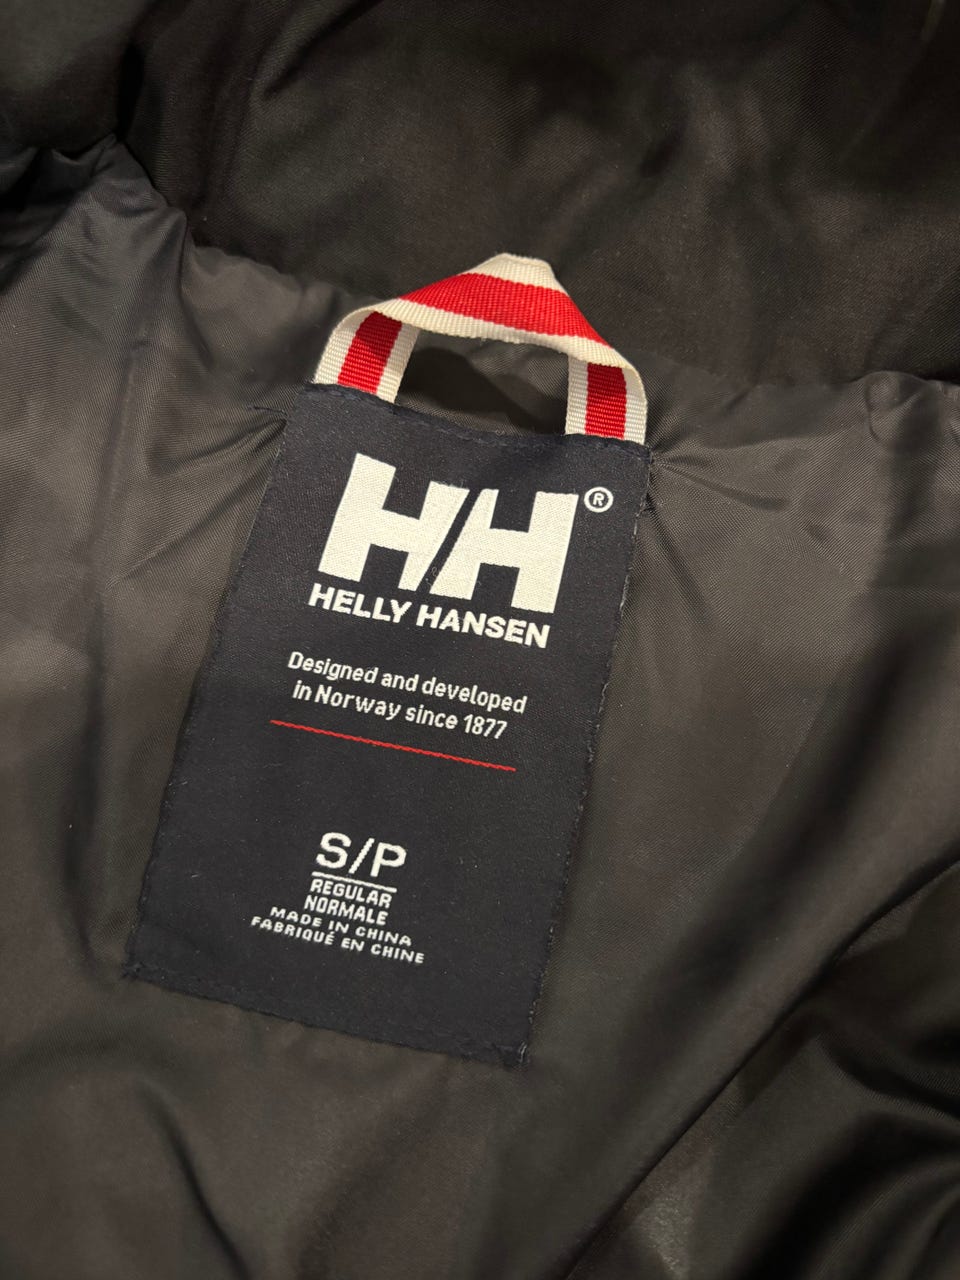 HH®
HELLY HANSEN
Designed and developed
in Norway since 1877
S/P
REGULAR
NORMALE
MADE IN CHINA
FABRIQUÉ EN CHINE